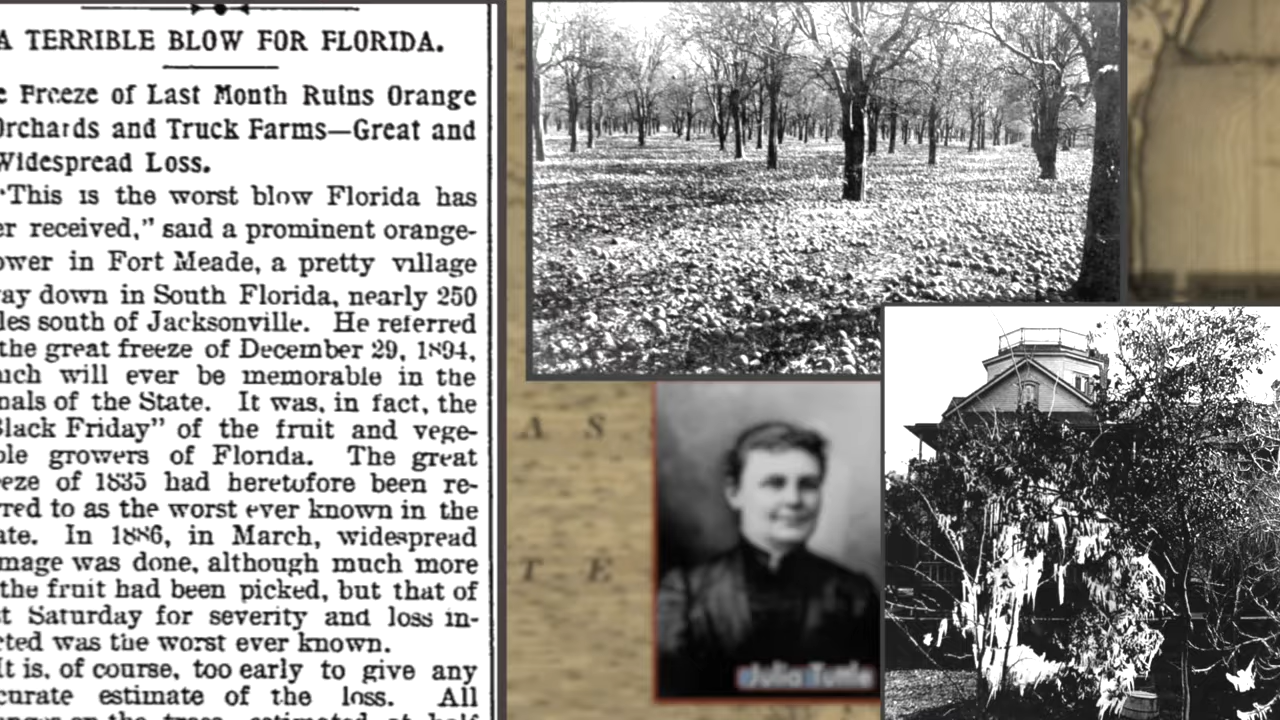 A TERRIBLE BLOW FOR FLORIDA.
Freeze of Last Month Ruins Orange
Orchards and Truck Farms—Great and
Widespread Loss.
"This is the worst blow Florida has
received," said a prominent orange-
in Fort Meade, a pretty village
down in South Florida, nearly 250
south of Jacksonville. He referred
the great freeze of December 29, 1894,
will ever be memorable in the
of the State. It was, in fact, the
Black Friday" of the fruit and vege-
growers of Florida. The great
of 1835 had heretofore been re-
to as the worst ever known in the
In 1886, in March, widespread
was done, although much more
the fruit had been picked, but that of
Saturday for severity and loss in-
was the worst ever known.
It is, of course, too early to give any
estimate of the loss. All
on the trees, estimated at half
A S
T E
Julia Tuttle